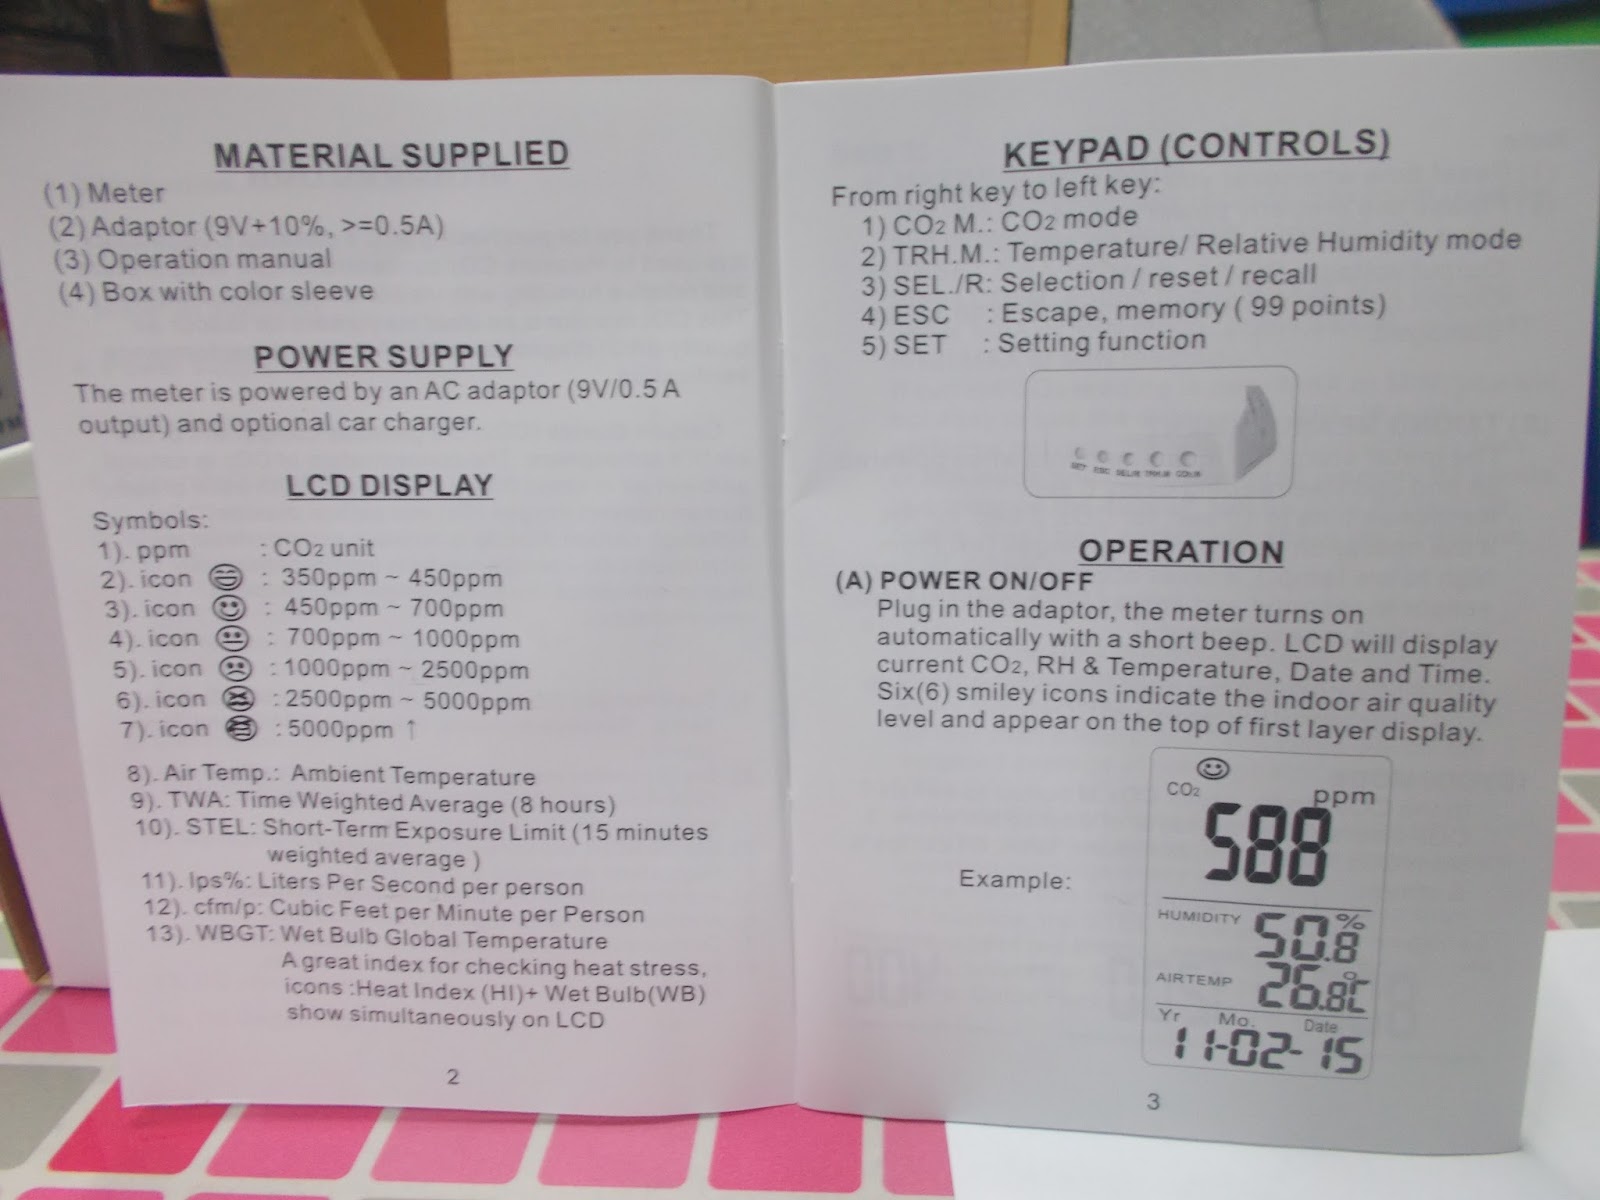 MATERIAL SUPPLIED
(1) Meter
(2) Adaptor (9V+10%, >=0.5A)
(3) Operation manual
(4) Box with color sleeve
POWER SUPPLY
The meter is powered by an AC adaptor (9V/0.5 A
output) and optional car charger.
LCD DISPLAY
Symbols:
1). ppm : CO2 unit
2). icon : 350ppm ~ 450ppm
3). icon : 450ppm ~ 700ppm
4). icon : 700ppm ~ 1000ppm
5). icon : 1000ppm ~ 2500ppm
6). icon : 2500ppm ~ 5000ppm
7). icon : 5000ppm ↑
8). Air Temp.: Ambient Temperature
9). TWA: Time Weighted Average (8 hours)
10). STEL: Short-Term Exposure Limit (15 minutes
weighted average )
11). lps%: Liters Per Second per person
12). cfm/p: Cubic Feet per Minute per Person
13). WBGT: Wet Bulb Global Temperature
A great index for checking heat stress,
icons :Heat Index (HI)+ Wet Bulb(WB)
show simultaneously on LCD
2
KEYPAD (CONTROLS)
From right key to left key:
1) CO2 M.: CO2 mode
2) TRH.M.: Temperature/ Relative Humidity mode
3) SEL./R: Selection / reset / recall
4) ESC : Escape, memory ( 99 points)
5) SET : Setting function
SET ESC SEL/R TRH.M CO2.M
OPERATION
(A) POWER ON/OFF
Plug in the adaptor, the meter turns on
automatically with a short beep. LCD will display
current CO2, RH & Temperature, Date and Time.
Six(6) smiley icons indicate the indoor air quality
level and appear on the top of first layer display.
Example:
CO2 ppm
588
HUMIDITY 50.8 %
AIR TEMP 26.8℃
Yr Mo. Date
11-02-15
3